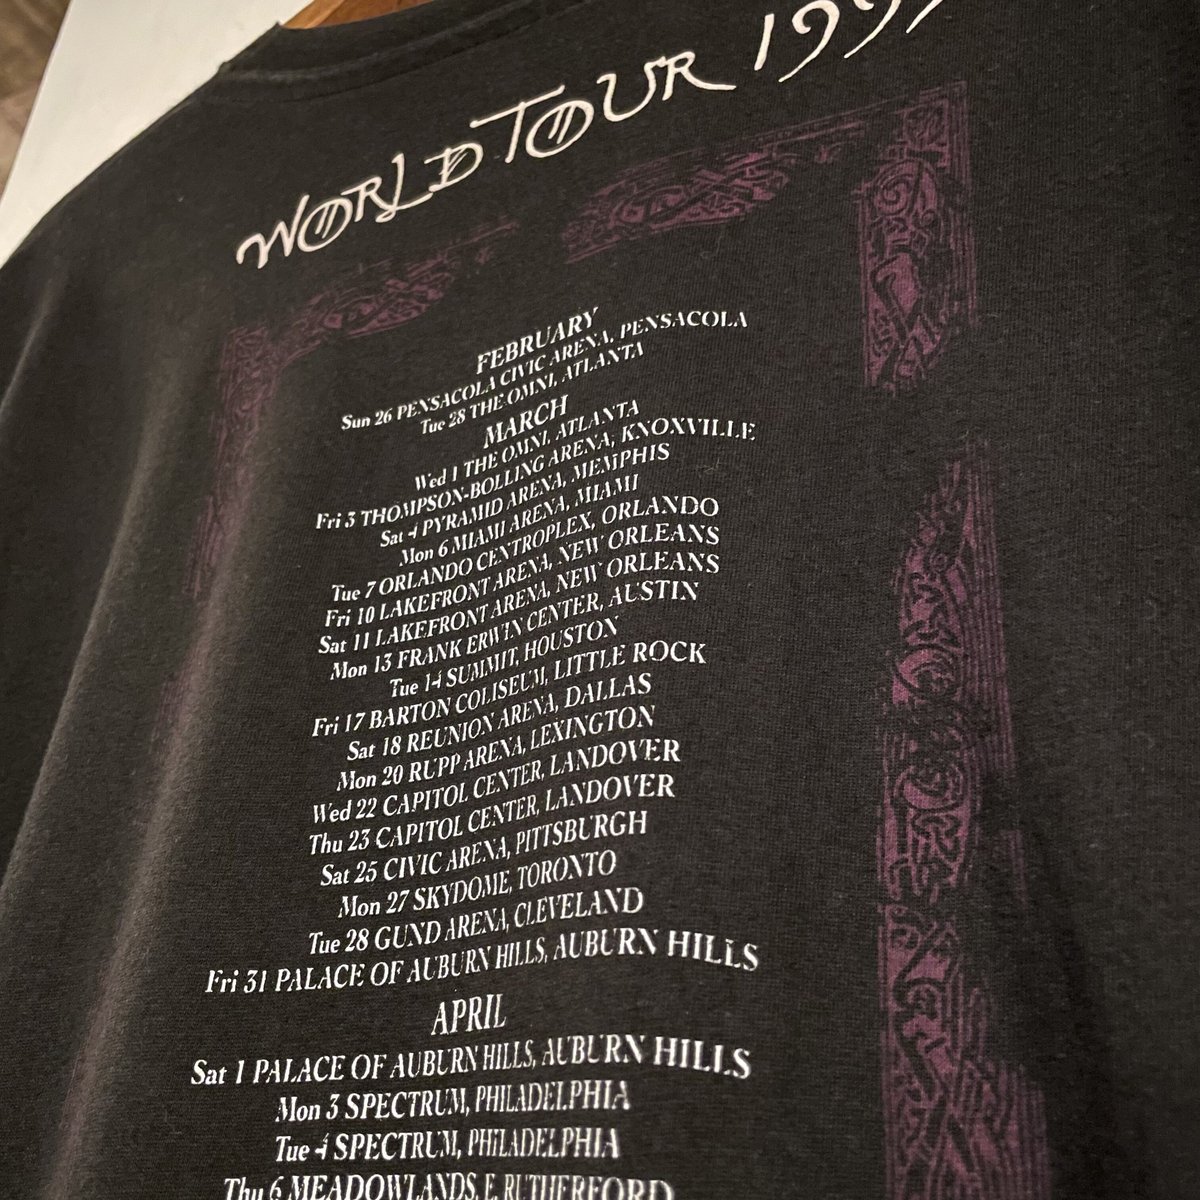 WORLD TOUR 1995
FEBRUARY
Sun 26 PENSACOLA CIVIC ARENA, PENSACOLA
Tue 28 THE OMNI, ATLANTA
MARCH
Wed 1 THE OMNI, ATLANTA
Fri 3 THOMPSON-BOLLING ARENA, KNOXVILLE
Sat 4 PYRAMID ARENA, MEMPHIS
Mon 6 MIAMI ARENA, MIAMI
Tue 7 ORLANDO CENTROPLEX, ORLANDO
Fri 10 LAKEFRONT ARENA, NEW ORLEANS
Sat 11 LAKEFRONT ARENA, NEW ORLEANS
Mon 13 FRANK ERWIN CENTER, AUSTIN
Tue 14 SUMMIT, HOUSTON
Fri 17 BARTON COLISEUM, LITTLE ROCK
Sat 18 REUNION ARENA, DALLAS
Mon 20 RUPP ARENA, LEXINGTON
Wed 22 CAPITOL CENTER, LANDOVER
Thu 23 CAPITOL CENTER, LANDOVER
Sat 25 CIVIC ARENA, PITTSBURGH
Mon 27 SKYDOME, TORONTO
Tue 28 GUND ARENA, CLEVELAND
Fri 31 PALACE OF AUBURN HILLS, AUBURN HILLS
APRIL
Sat 1 PALACE OF AUBURN HILLS, AUBURN HILLS
Mon 3 SPECTRUM, PHILADELPHIA
Tue 4 SPECTRUM, PHILADELPHIA
Thu 6 MEADOWLANDS, E. RUTHERFORD